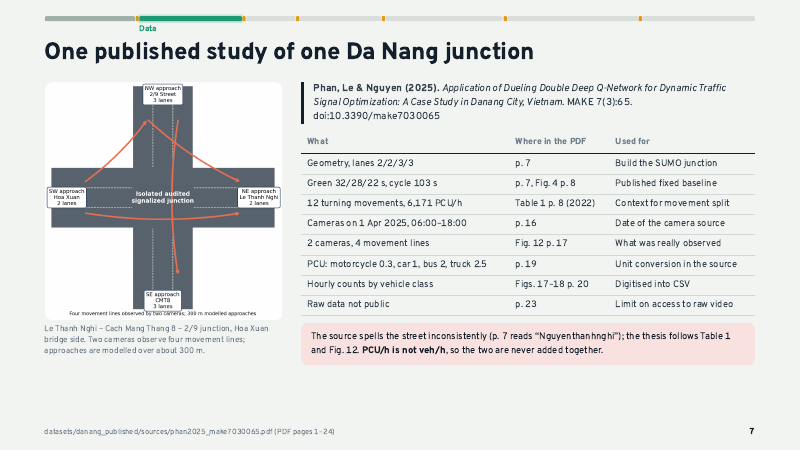 Data
One published study of one Da Nang junction
NW approach
2/9 Street
3 lanes
SW approach
Hoa Xuan
2 lanes
Isolated audited
signalized junction
NE approach
Le Thanh Nghi
2 lanes
SE approach
CMT8
3 lanes
Four movement lines observed by two cameras; 300 m modelled approaches
Le Thanh Nghi – Cach Mang Thang 8 – 2/9 junction, Hoa Xuan
bridge side. Two cameras observe four movement lines;
approaches are modelled over about 300 m.
Phan, Le & Nguyen (2025). Application of Dueling Double Deep Q-Network for Dynamic Traffic
Signal Optimization: A Case Study in Danang City, Vietnam. MAKE 7(3):65.
doi:10.3390/make7030065
What Where in the PDF Used for
Geometry, lanes 2/2/3/3 p. 7 Build the SUMO junction
Green 32/28/22 s, cycle 103 s p. 7, Fig. 4 p. 8 Published fixed baseline
12 turning movements, 6,171 PCU/h Table 1 p. 8 (2022) Context for movement split
Cameras on 1 Apr 2025, 06:00–18:00 p. 16 Date of the camera source
2 cameras, 4 movement lines Fig. 12 p. 17 What was really observed
PCU: motorcycle 0.3, car 1, bus 2, truck 2.5 p. 19 Unit conversion in the source
Hourly counts by vehicle class Figs. 17–18 p. 20 Digitised into CSV
Raw data not public p. 23 Limit on access to raw video
The source spells the street inconsistently (p. 7 reads “Nguyenthanhnghi”); the thesis follows Table 1
and Fig. 12. PCU/h is not veh/h, so the two are never added together.
datasets/danang_published/sources/phan2025_make7030065.pdf (PDF pages 1–24)
7